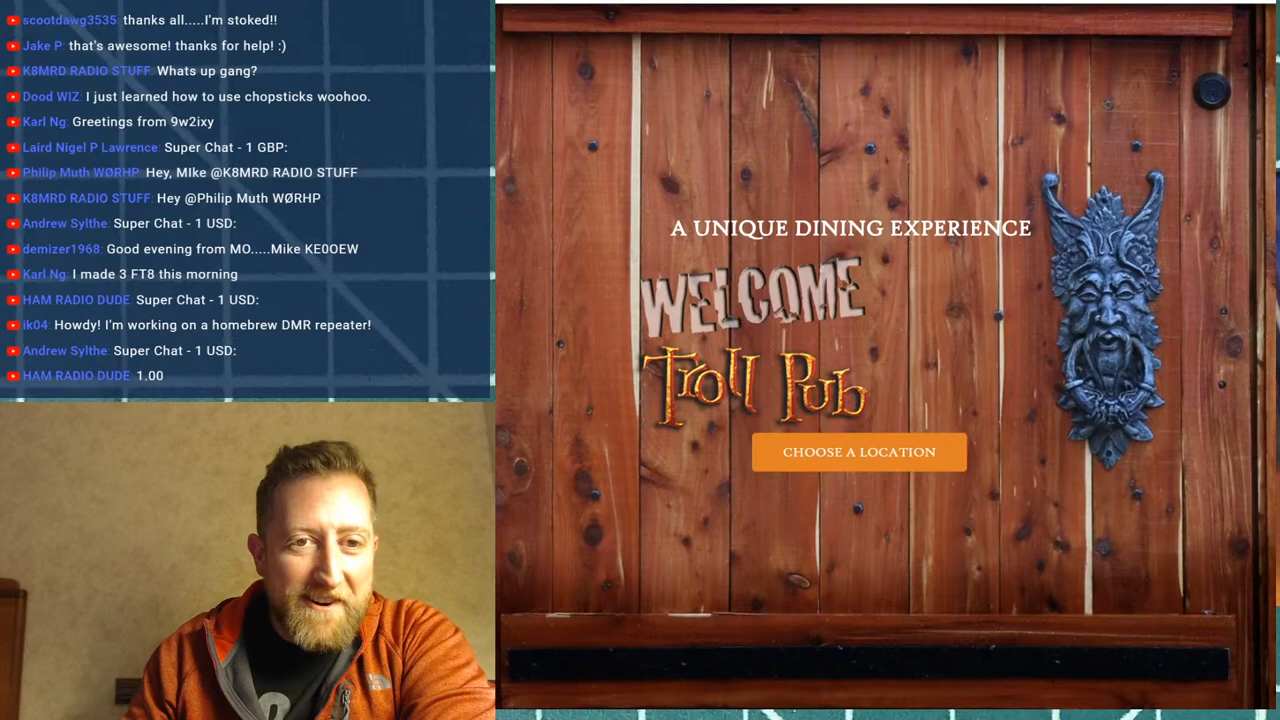 scootdawg3535: thanks all.....I'm stoked!!
Jake P: that's awesome! thanks for help! :)
K8MRD RADIO STUFF: Whats up gang?
Dood WIZ: I just learned how to use chopsticks woohoo.
Karl Ng: Greetings from 9w2ixy
Laird Nigel P Lawrence: Super Chat - 1 GBP:
Philip Muth WØRHP: Hey, MIke @K8MRD RADIO STUFF
K8MRD RADIO STUFF: Hey @Philip Muth WØRHP
Andrew Sylthe: Super Chat - 1 USD:
demizer1968: Good evening from MO.....Mike KE0OEW
Karl Ng: I made 3 FT8 this morning
HAM RADIO DUDE: Super Chat - 1 USD:
ik04: Howdy! I'm working on a homebrew DMR repeater!
Andrew Sylthe: Super Chat - 1 USD:
HAM RADIO DUDE: 1.00
A UNIQUE DINING EXPERIENCE
WELCOME
Troll Pub
CHOOSE A LOCATION